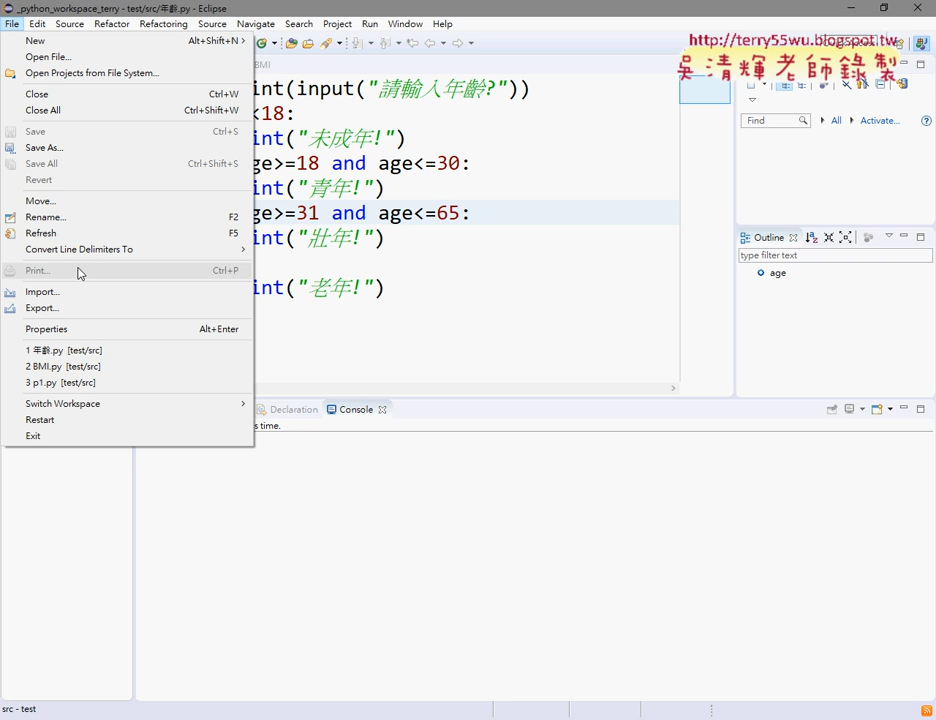 _python_workspace_terry - test/src/年齡.py - Eclipse
File Edit Source Refactor Refactoring Source Navigate Search Project Run Window Help
New Alt+Shift+N >
Open File...
Open Projects from File System...
Close Ctrl+W
Close All Ctrl+Shift+W
Save Ctrl+S
Save As...
Save All Ctrl+Shift+S
Revert
Move...
Rename... F2
Refresh F5
Convert Line Delimiters To >
Print... Ctrl+P
Import...
Export...
Properties Alt+Enter
1 年齡.py [test/src]
2 BMI.py [test/src]
3 p1.py [test/src]
Switch Workspace >
Restart
Exit
BMI
int(input("請輸入年齡?"))
<18:
int("未成年!")
ge>=18 and age<=30:
int("青年!")
ge>=31 and age<=65:
int("壯年!")
int("老年!")
http://terry55wu.blogspot.tw
吳清輝老師錄製
Find All Activate...
Outline
type filter text
age
Declaration Console
s time.
src - test